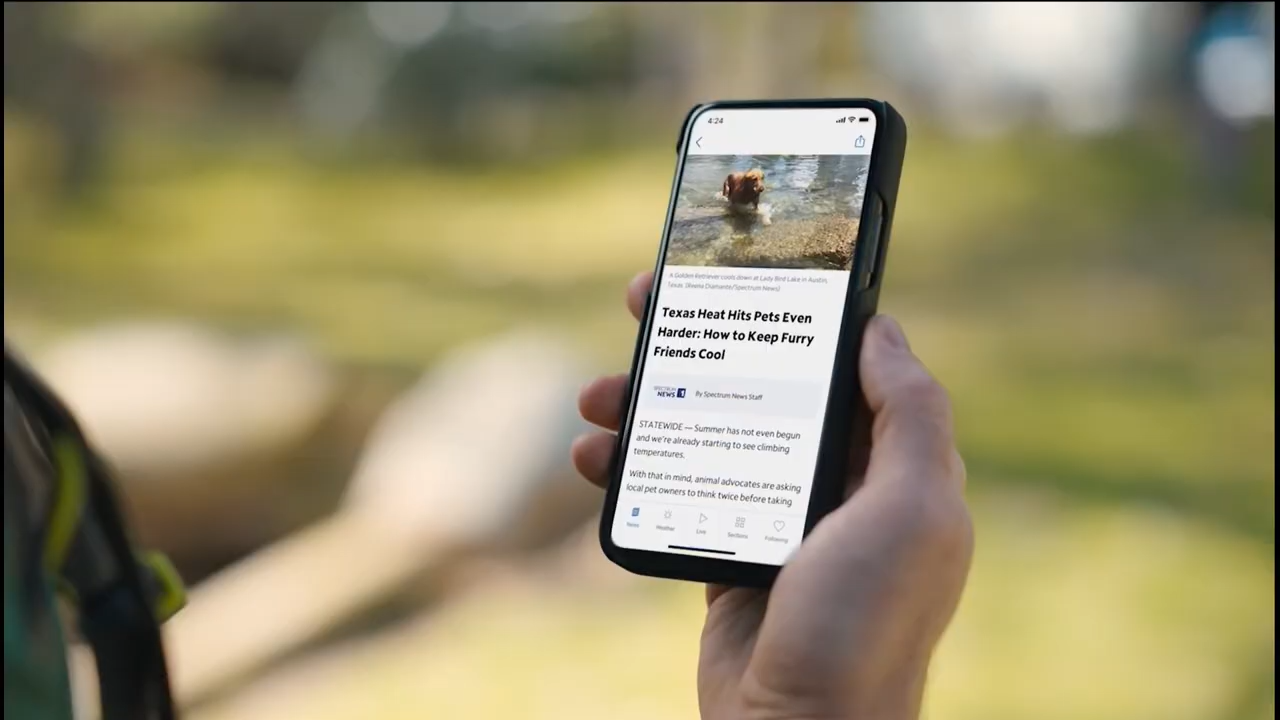 4:24
A Golden Retriever cools down at Lady Bird Lake in Austin,
Texas. (Reena Diamante/Spectrum News)
Texas Heat Hits Pets Even
Harder: How to Keep Furry
Friends Cool
SPECTRUM
NEWS 1
By Spectrum News Staff
STATEWIDE — Summer has not even begun
and we're already starting to see climbing
temperatures.
With that in mind, animal advocates are asking
local pet owners to think twice before taking
News Weather Live Sections Following